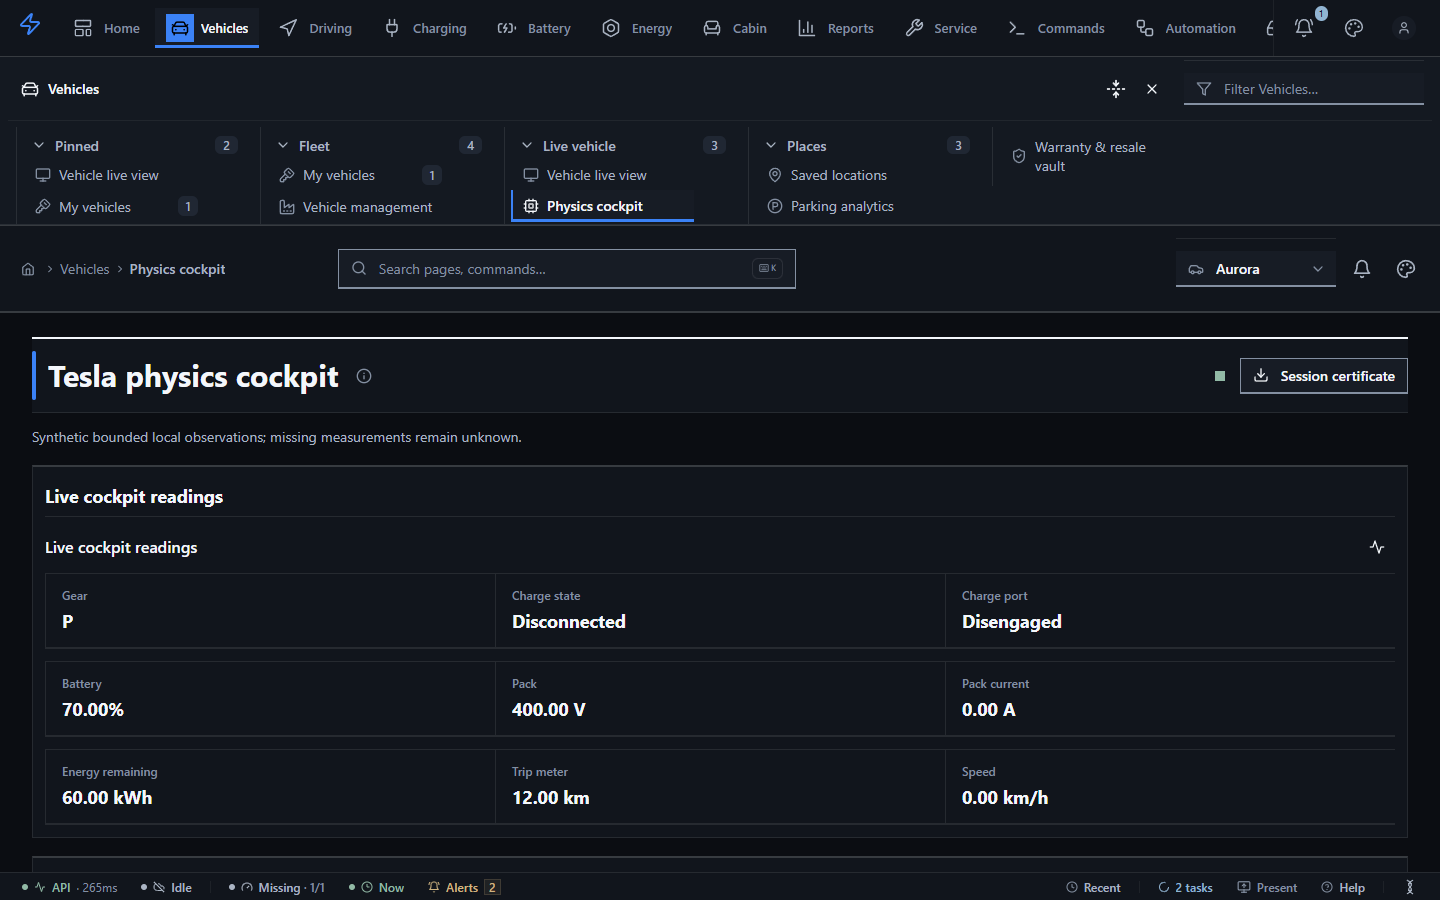 Home Vehicles Driving Charging Battery Energy Cabin Reports Service Commands Automation 1
Vehicles Filter Vehicles...
Pinned 2
Vehicle live view
My vehicles 1
Fleet 4
My vehicles 1
Vehicle management
Live vehicle 3
Vehicle live view
Physics cockpit
Places 3
Saved locations
Parking analytics
Warranty & resale
vault
Vehicles Physics cockpit
Search pages, commands... K
Aurora
Tesla physics cockpit
Session certificate
Synthetic bounded local observations; missing measurements remain unknown.
Live cockpit readings
Live cockpit readings
Gear
P
Charge state
Disconnected
Charge port
Disengaged
Battery
70.00%
Pack
400.00 V
Pack current
0.00 A
Energy remaining
60.00 kWh
Trip meter
12.00 km
Speed
0.00 km/h
API · 265ms Idle Missing · 1/1 Now Alerts 2 Recent 2 tasks Present Help